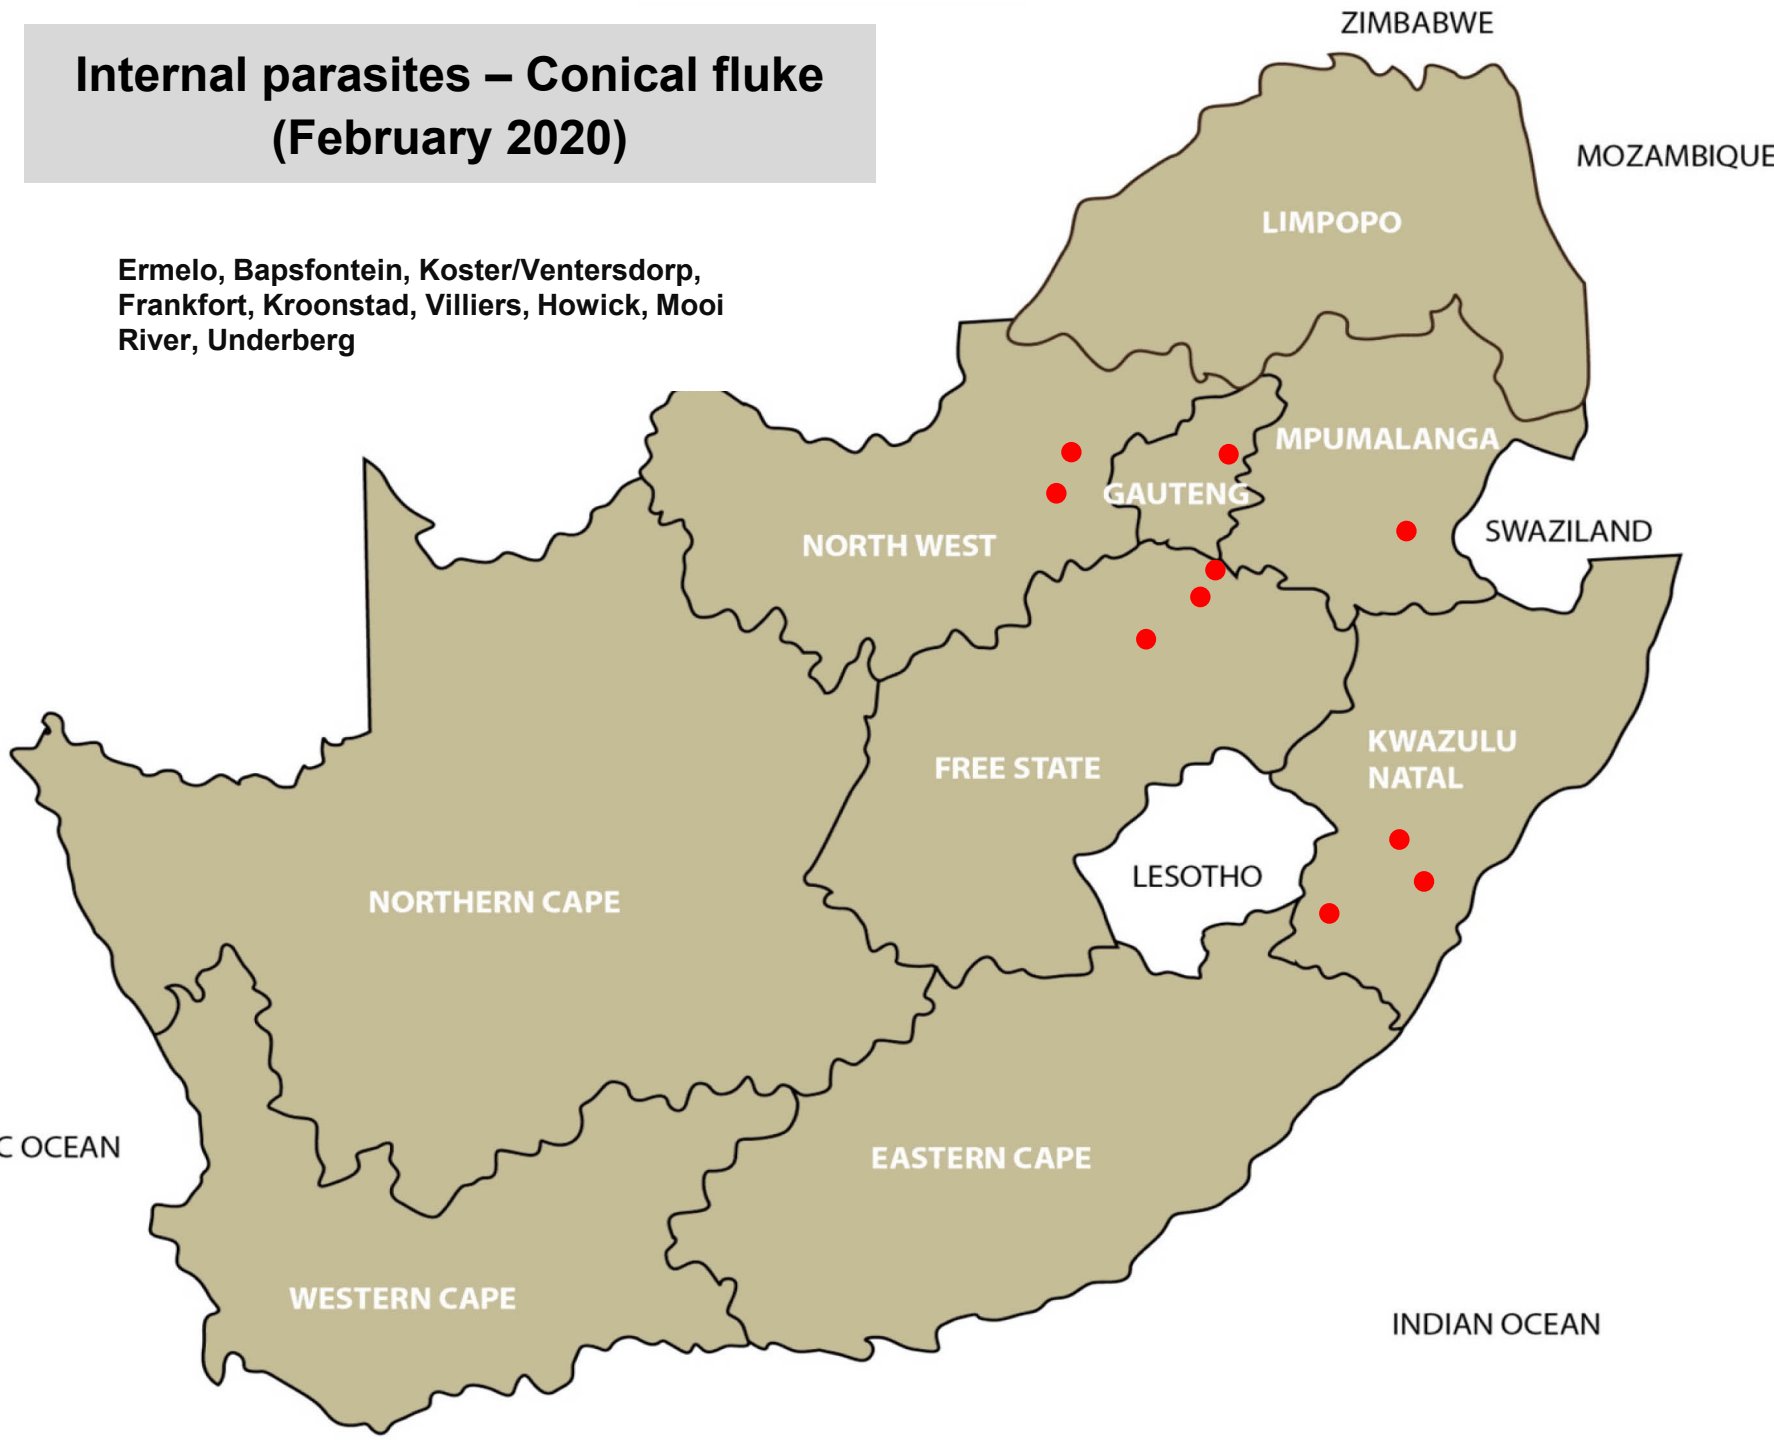 Internal parasites – Conical fluke
(February 2020)
Ermelo, Bapsfontein, Koster/Ventersdorp,
Frankfort, Kroonstad, Villiers, Howick, Mooi
River, Underberg
ZIMBABWE
MOZAMBIQUE
LIMPOPO
MPUMALANGA
GAUTENG
SWAZILAND
NORTH WEST
KWAZULU
NATAL
FREE STATE
LESOTHO
NORTHERN CAPE
C OCEAN
EASTERN CAPE
WESTERN CAPE
INDIAN OCEAN